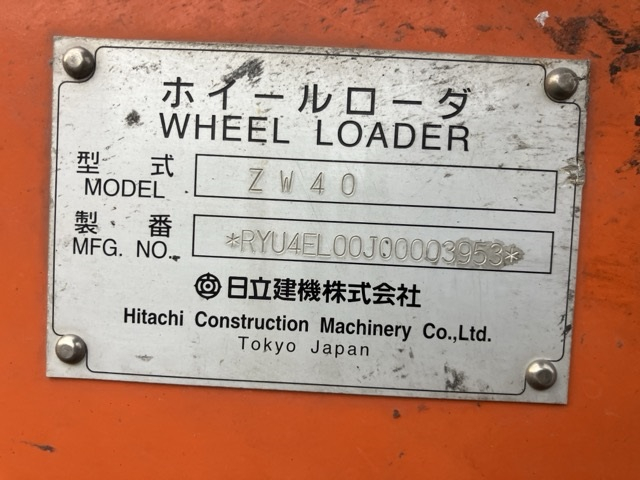 ホイールローダ
WHEEL LOADER
型式 ZW40
MODEL
製番 *RYU4EL00J00003953*
MFG. NO.
日立建機株式会社
Hitachi Construction Machinery Co.,Ltd.
Tokyo Japan